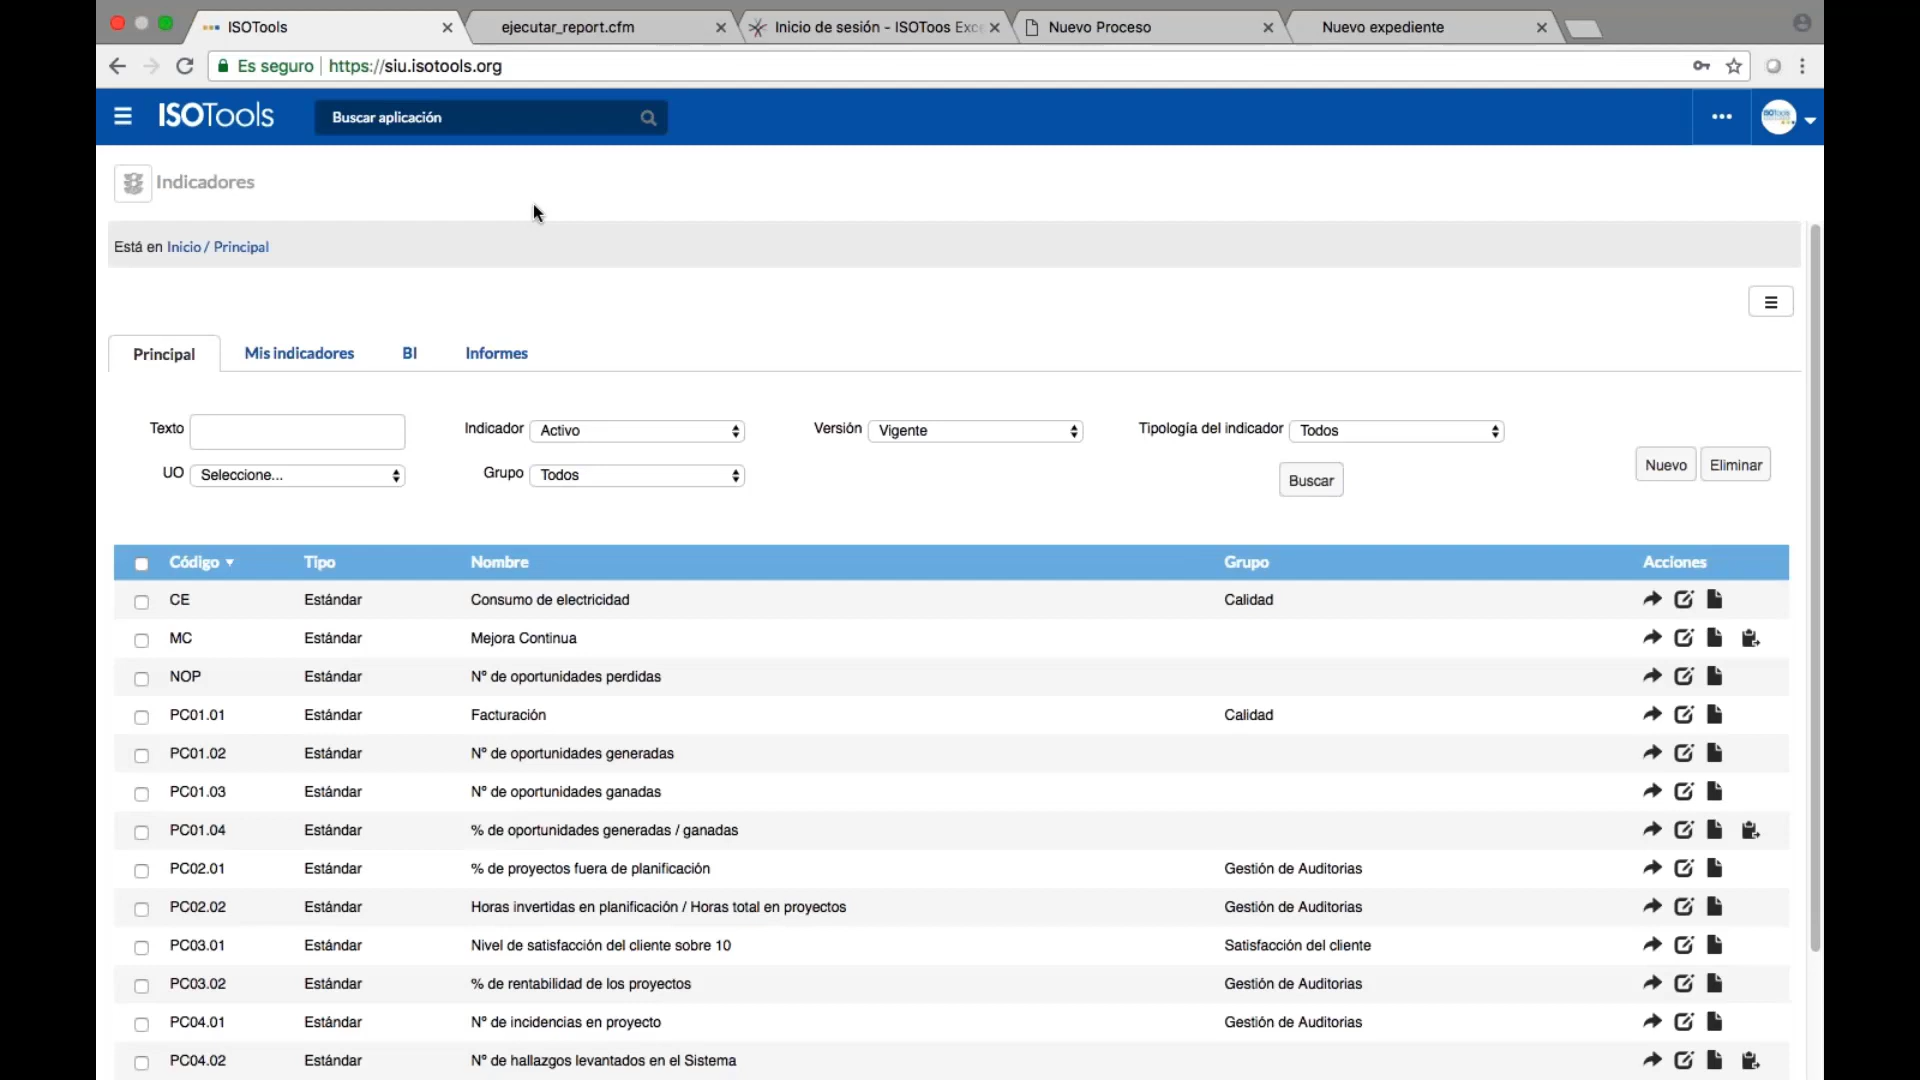 ISOTools
ejecutar_report.cfm
Inicio de sesión - ISOToos Exc
Nuevo Proceso
Nuevo expediente
Es seguro | https://siu.isotools.org
ISOTools
Buscar aplicación
Indicadores
Está en Inicio / Principal
Principal
Mis indicadores
BI
Informes
Texto
Indicador Activo
Versión Vigente
Tipología del indicador Todos
UO Seleccione...
Grupo Todos
Buscar
Nuevo
Eliminar
Código ▼ Tipo Nombre Grupo Acciones
CE Estándar Consumo de electricidad Calidad
MC Estándar Mejora Continua
NOP Estándar Nº de oportunidades perdidas
PC01.01 Estándar Facturación Calidad
PC01.02 Estándar Nº de oportunidades generadas
PC01.03 Estándar Nº de oportunidades ganadas
PC01.04 Estándar % de oportunidades generadas / ganadas
PC02.01 Estándar % de proyectos fuera de planificación Gestión de Auditorias
PC02.02 Estándar Horas invertidas en planificación / Horas total en proyectos Gestión de Auditorias
PC03.01 Estándar Nivel de satisfacción del cliente sobre 10 Satisfacción del cliente
PC03.02 Estándar % de rentabilidad de los proyectos Gestión de Auditorias
PC04.01 Estándar Nº de incidencias en proyecto Gestión de Auditorias
PC04.02 Estándar Nº de hallazgos levantados en el Sistema